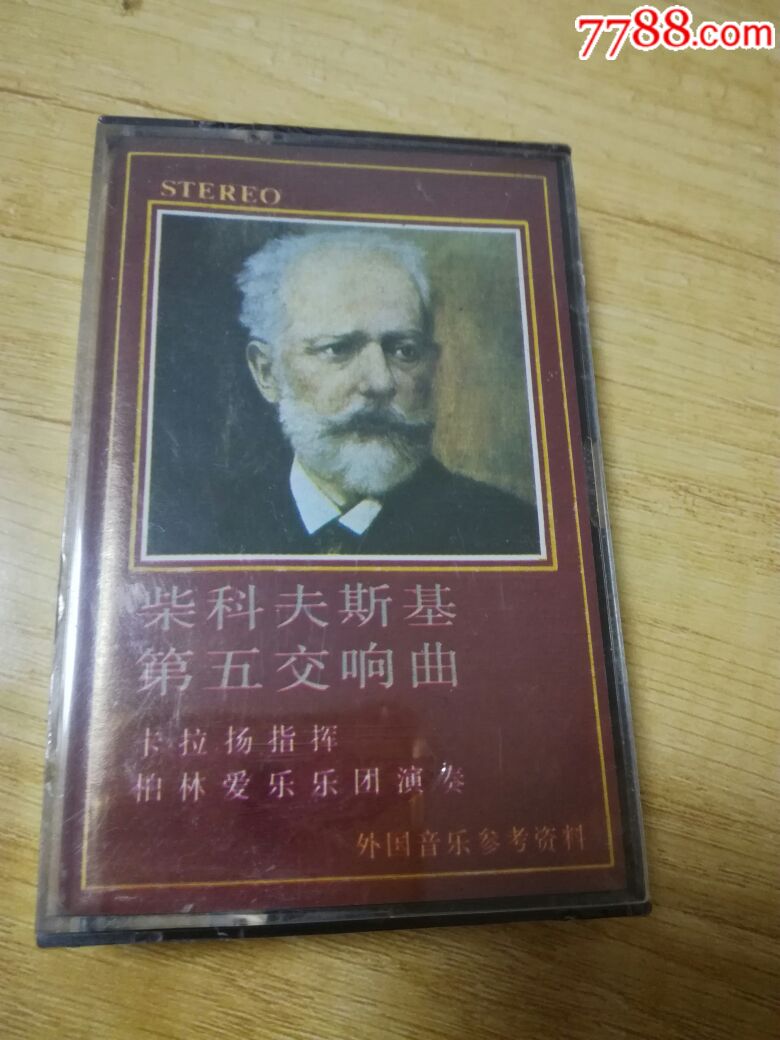 7788.com
STEREO
柴科夫斯基
第五交响曲
卡拉扬指挥
柏林爱乐乐团演奏
外国音乐参考资料